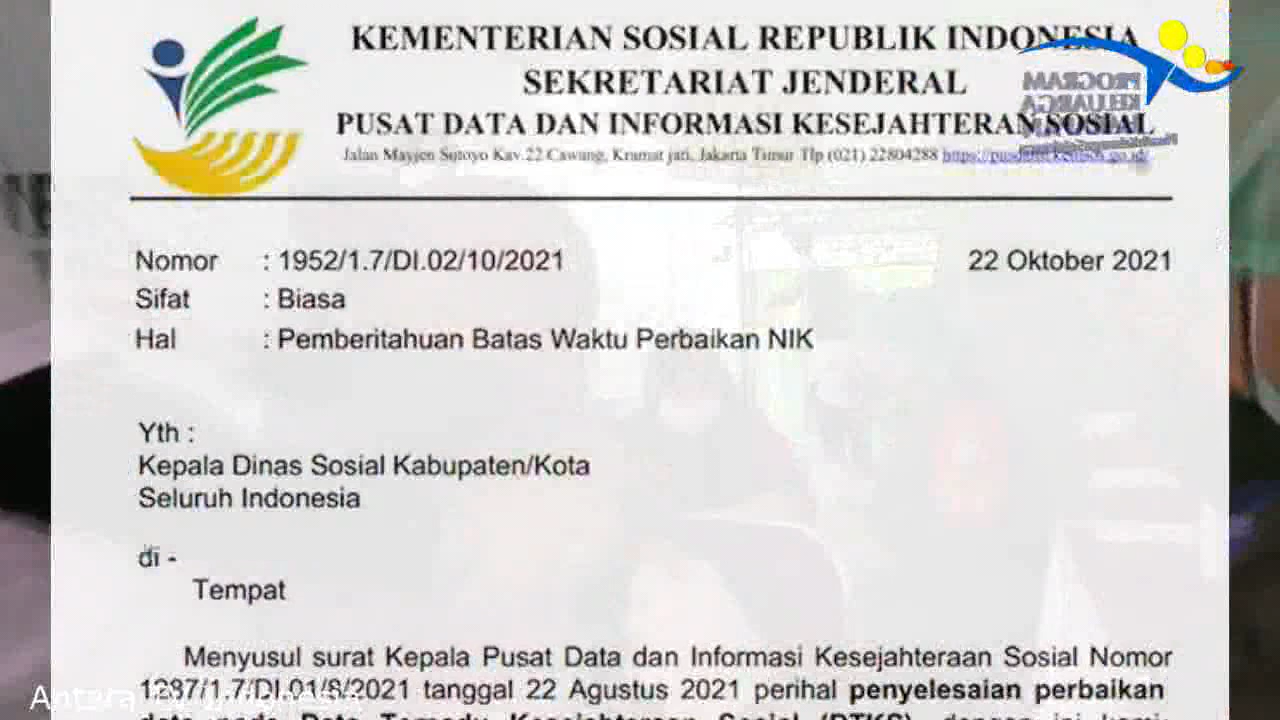 KEMENTERIAN SOSIAL REPUBLIK INDONESIA
SEKRETARIAT JENDERAL
PUSAT DATA DAN INFORMASI KESEJAHTERAN SOSIAL
Jalan Mayjen Sutoyo Kav.22 Cawang, Kramat jati, Jakarta Timur Tlp (021) 22804288
PROGRAM
KELUARGA
Nomor : 1952/1.7/DI.02/10/2021 22 Oktober 2021
Sifat : Biasa
Hal : Pemberitahuan Batas Waktu Perbaikan NIK
Yth :
Kepala Dinas Sosial Kabupaten/Kota
Seluruh Indonesia
di -
Tempat
Menyusul surat Kepala Pusat Data dan Informasi Kesejahteraan Sosial Nomor
tanggal 22 Agustus 2021 perihal penyelesaian perbaikan